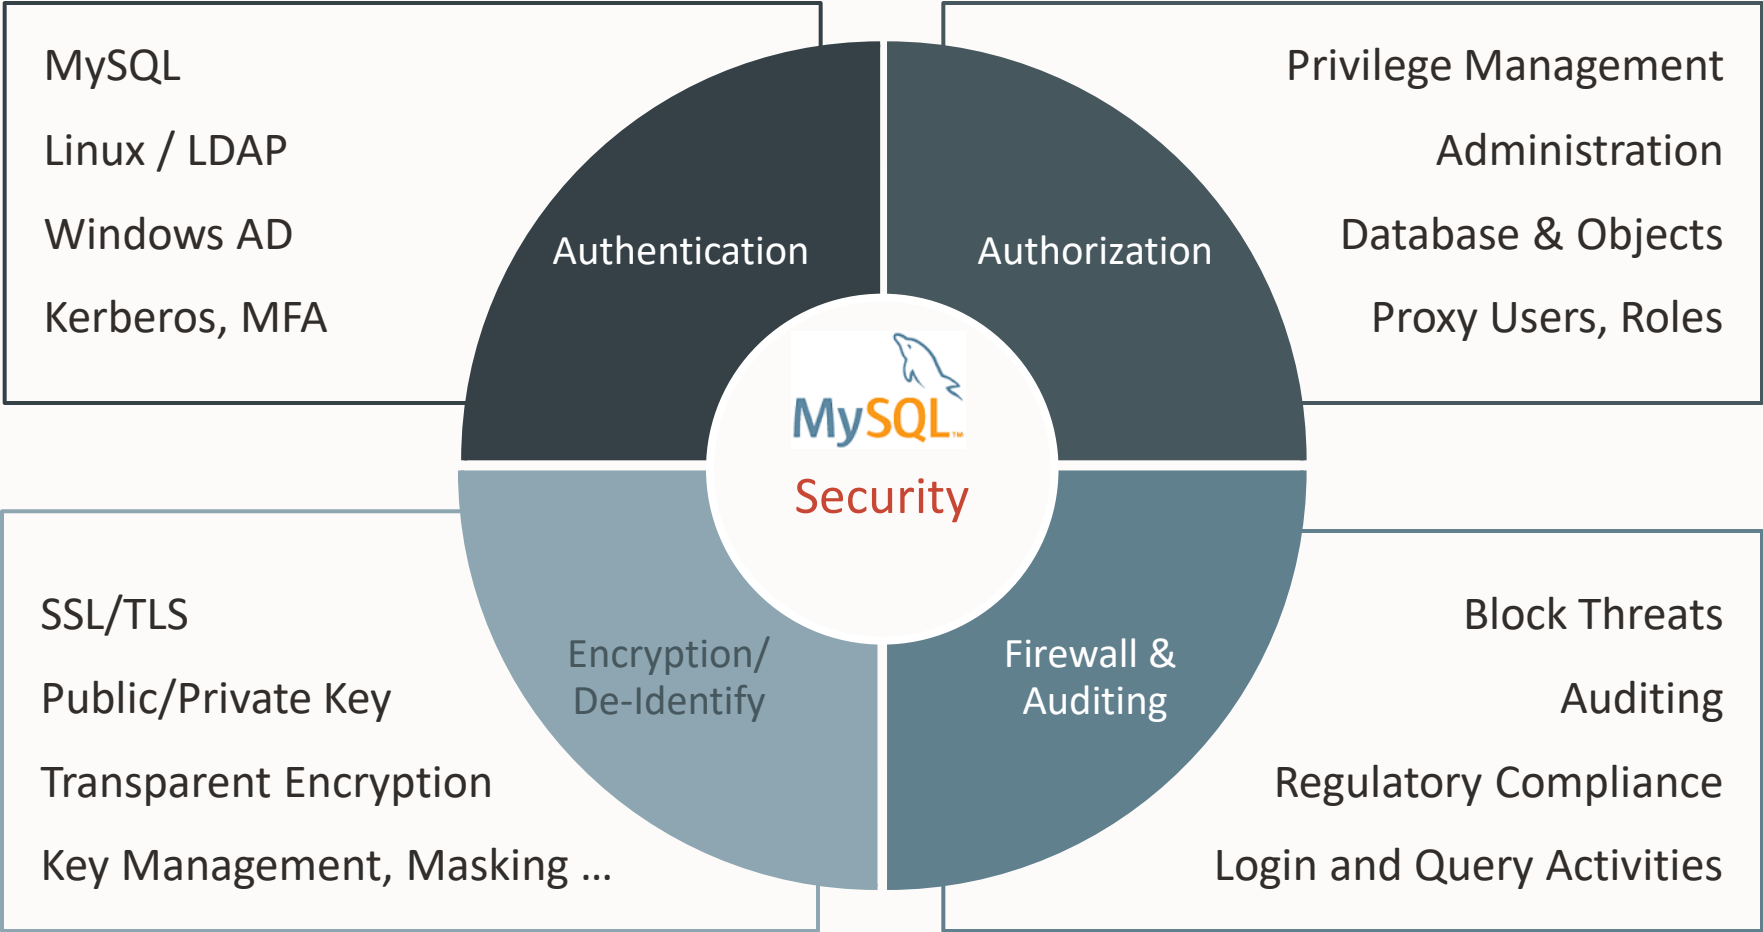 MySQL
Linux / LDAP
Windows AD
Kerberos, MFA
Privilege Management
Administration
Database & Objects
Proxy Users, Roles
Authentication
Authorization
MySQL™
Security
Encryption/
De-Identify
Firewall &
Auditing
SSL/TLS
Public/Private Key
Transparent Encryption
Key Management, Masking ...
Block Threats
Auditing
Regulatory Compliance
Login and Query Activities